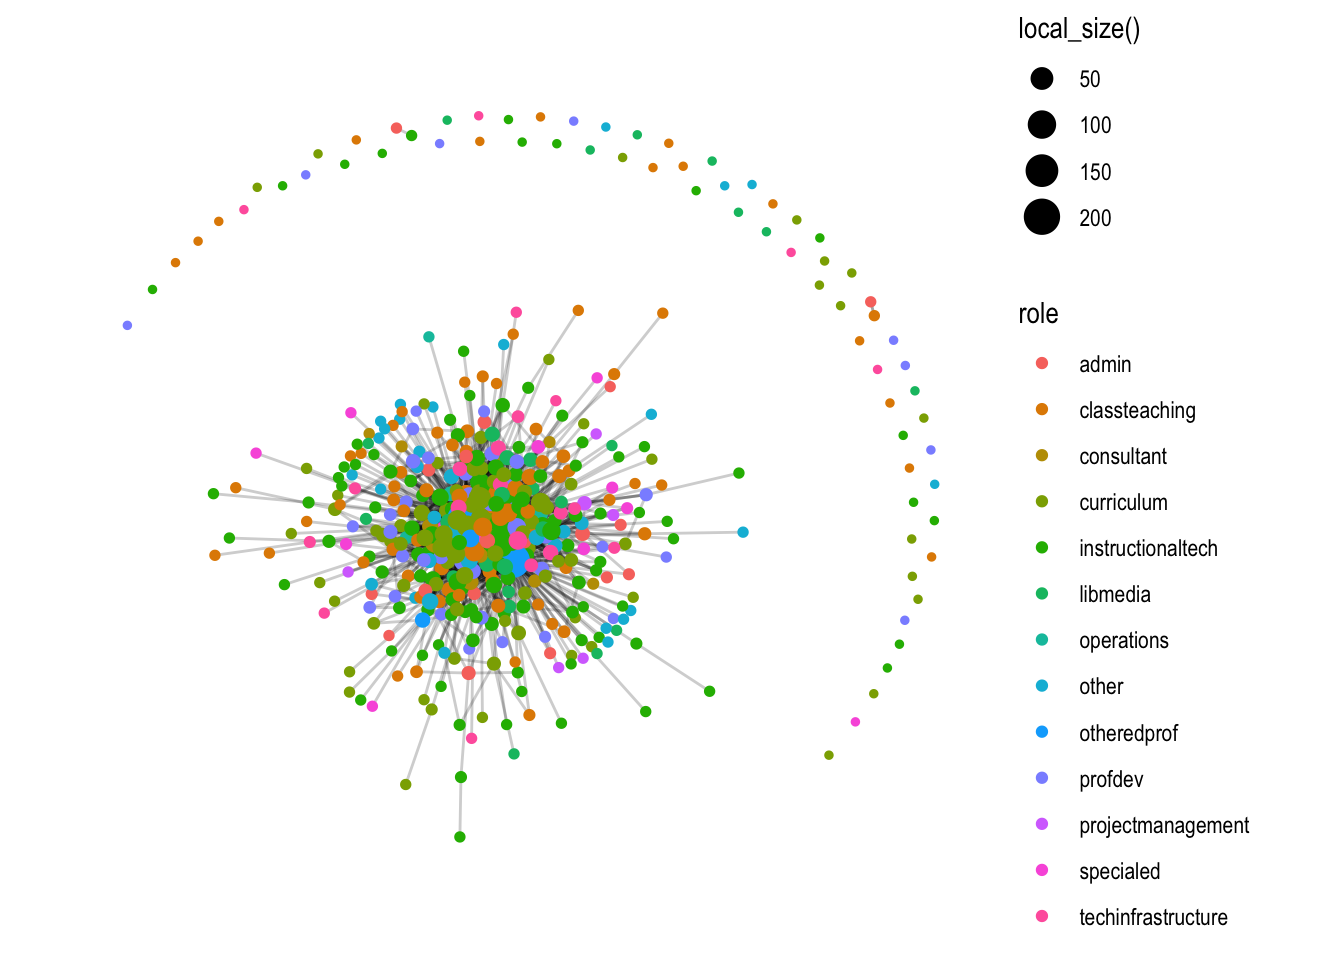 local_size()
50
100
150
200
role
admin
classteaching
consultant
curriculum
instructionaltech
libmedia
operations
other
otheredprof
profdev
projectmanagement
specialed
techinfrastructure